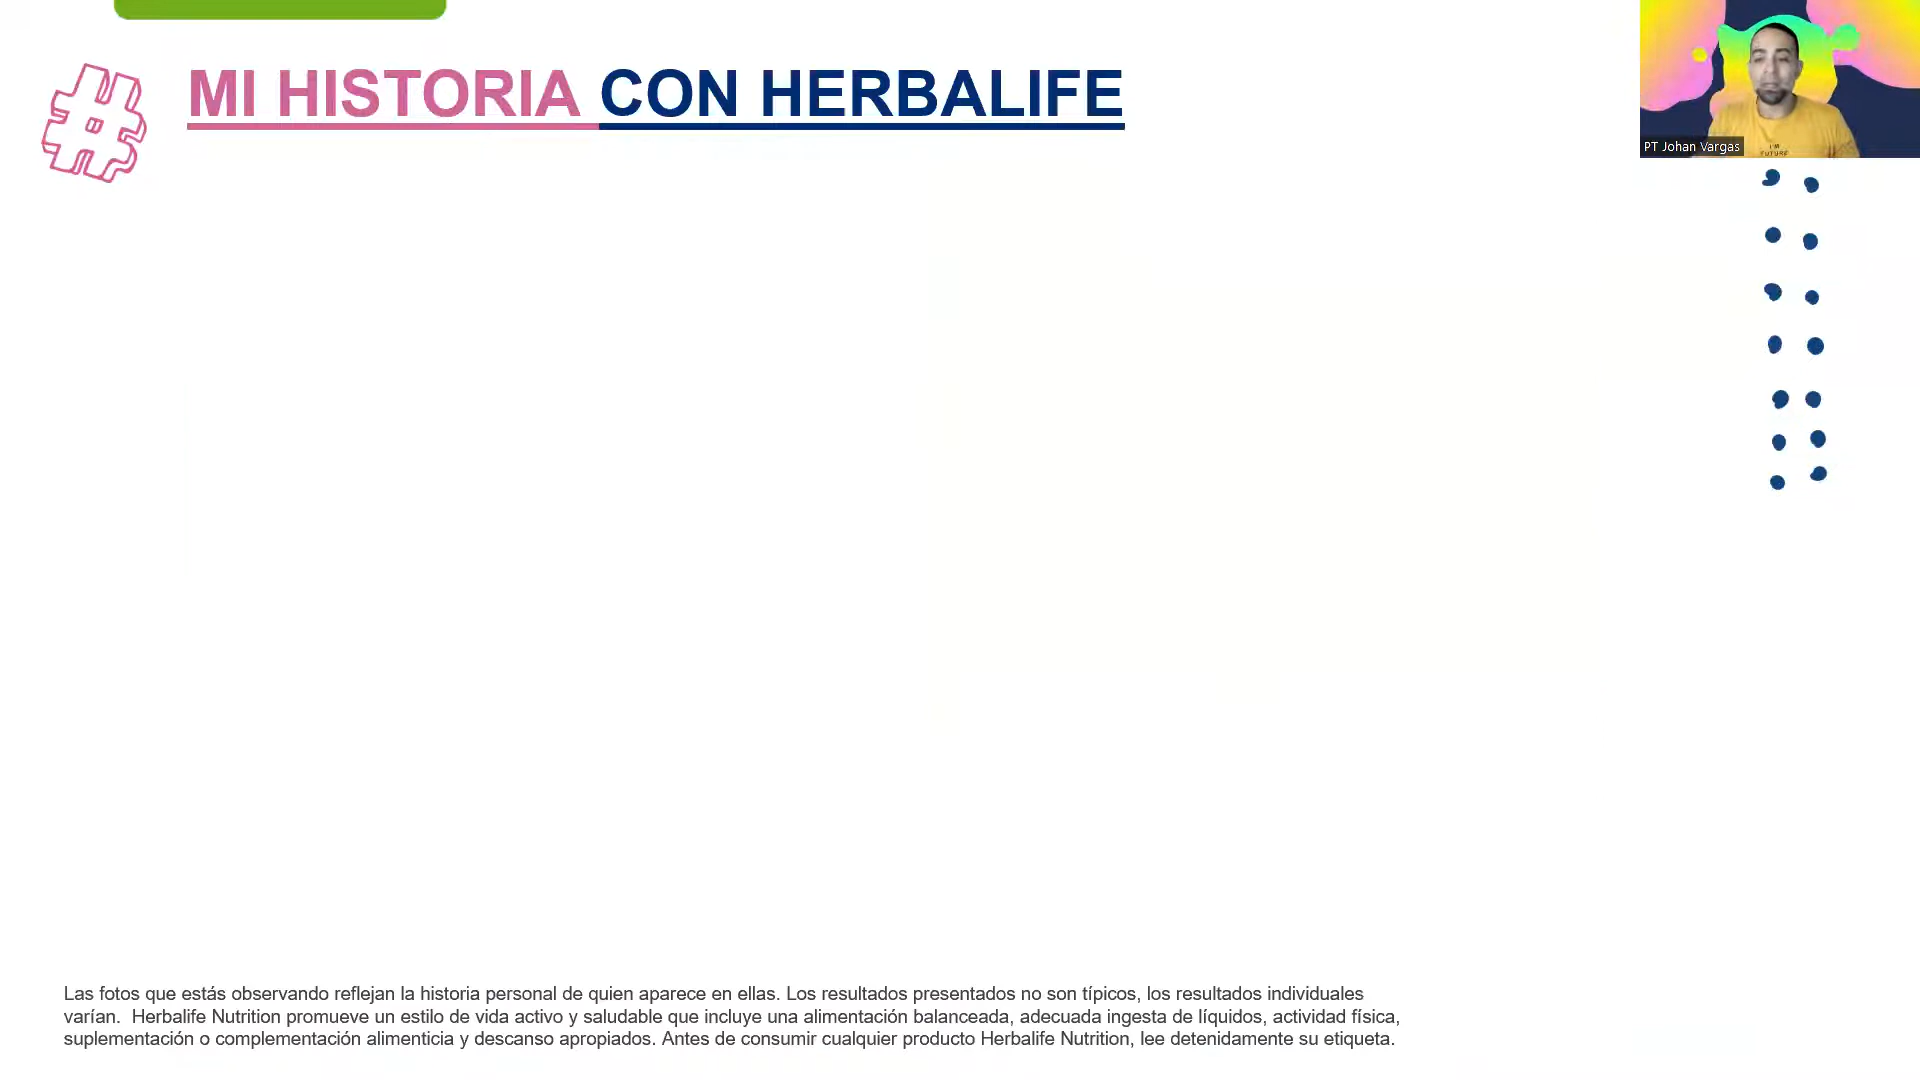 MI HISTORIA CON HERBALIFE
PT Johan Vargas
I'M
FUTURE
Las fotos que estás observando reflejan la historia personal de quien aparece en ellas. Los resultados presentados no son típicos, los resultados individuales
varían.  Herbalife Nutrition promueve un estilo de vida activo y saludable que incluye una alimentación balanceada, adecuada ingesta de líquidos, actividad física,
suplementación o complementación alimenticia y descanso apropiados. Antes de consumir cualquier producto Herbalife Nutrition, lee detenidamente su etiqueta.